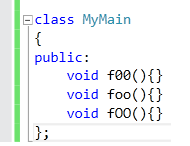 class MyMain
{
public:
    void f00(){}
    void foo(){}
    void fOO(){}
};